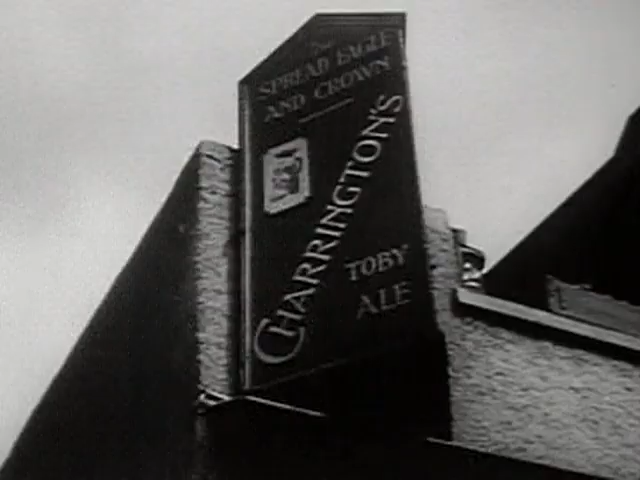 The
SPREAD EAGLE
AND CROWN
CHARRINGTON'S
TOBY
ALE